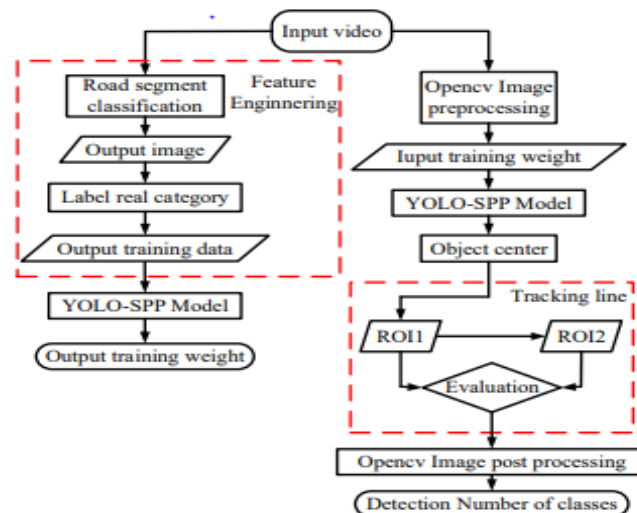 Input video
Road segment
classification
Feature
Enginnering
Output image
Label real category
Output training data
YOLO-SPP Model
Output training weight
Opencv Image
preprocessing
Iuput training weight
YOLO-SPP Model
Object center
Tracking line
ROI1
ROI2
Evaluation
Opencv Image post processing
Detection Number of classes